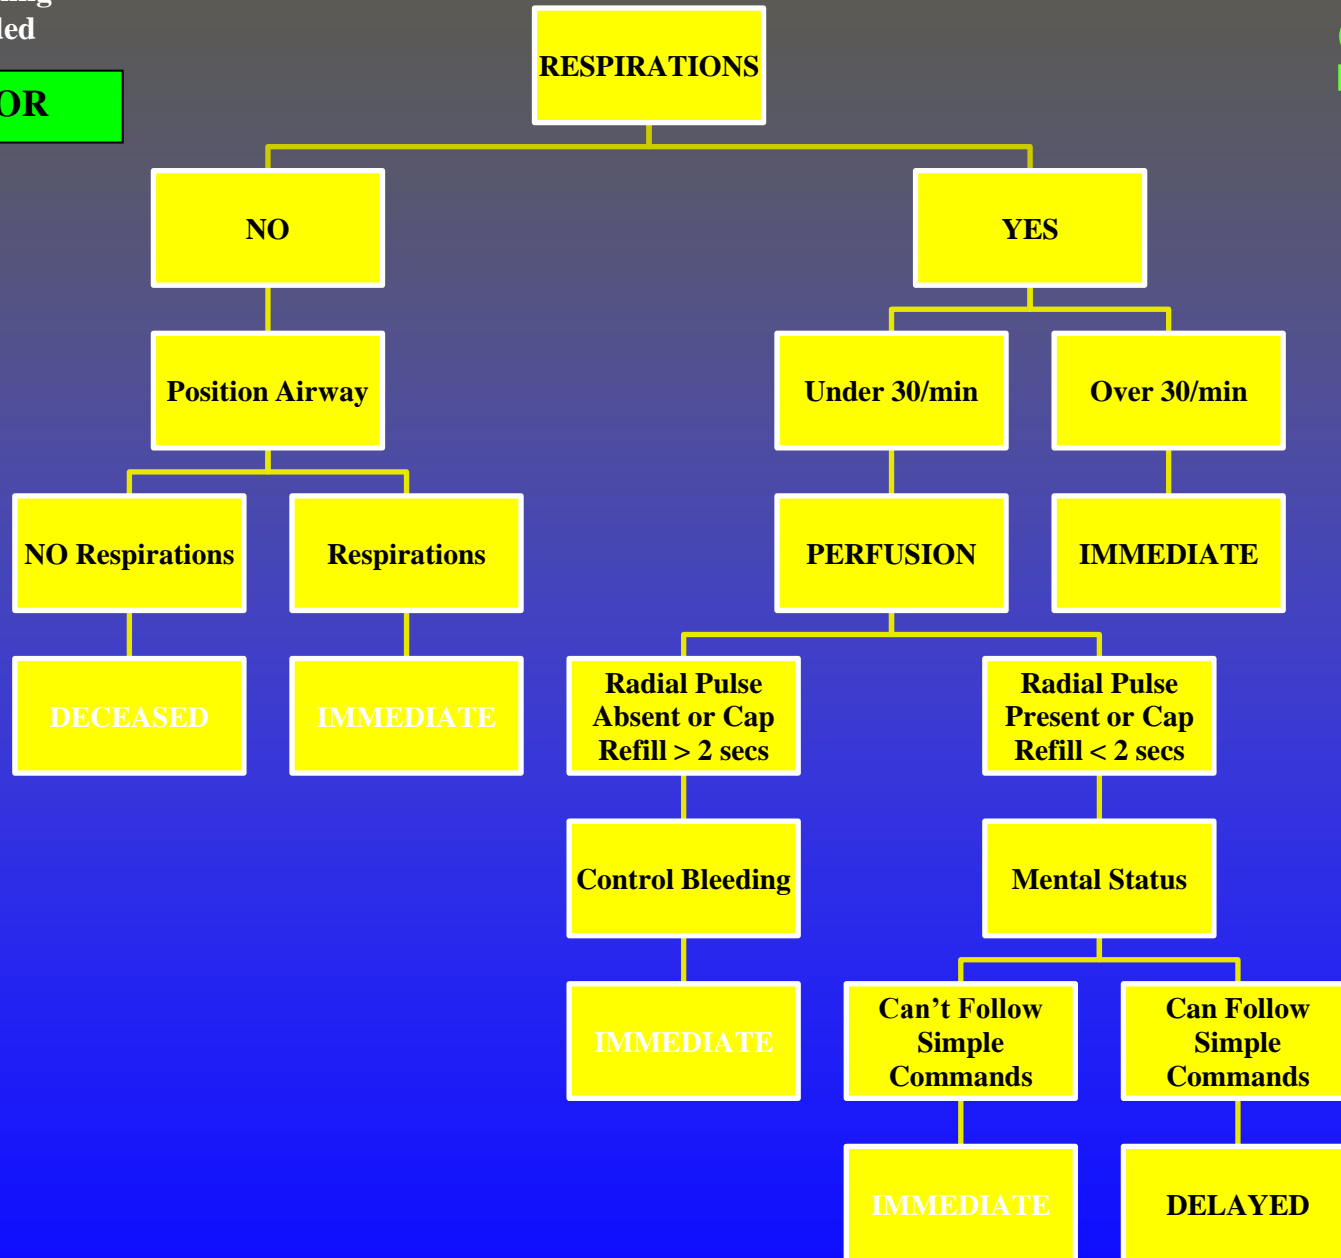 RESPIRATIONS
NO
YES
Position Airway
Under 30/min
Over 30/min
NO Respirations
Respirations
PERFUSION
IMMEDIATE
DECEASED
IMMEDIATE
Radial Pulse
Absent or Cap
Refill > 2 secs
Radial Pulse
Present or Cap
Refill < 2 secs
Control Bleeding
Mental Status
IMMEDIATE
Can't Follow
Simple
Commands
Can Follow
Simple
Commands
IMMEDIATE
DELAYED